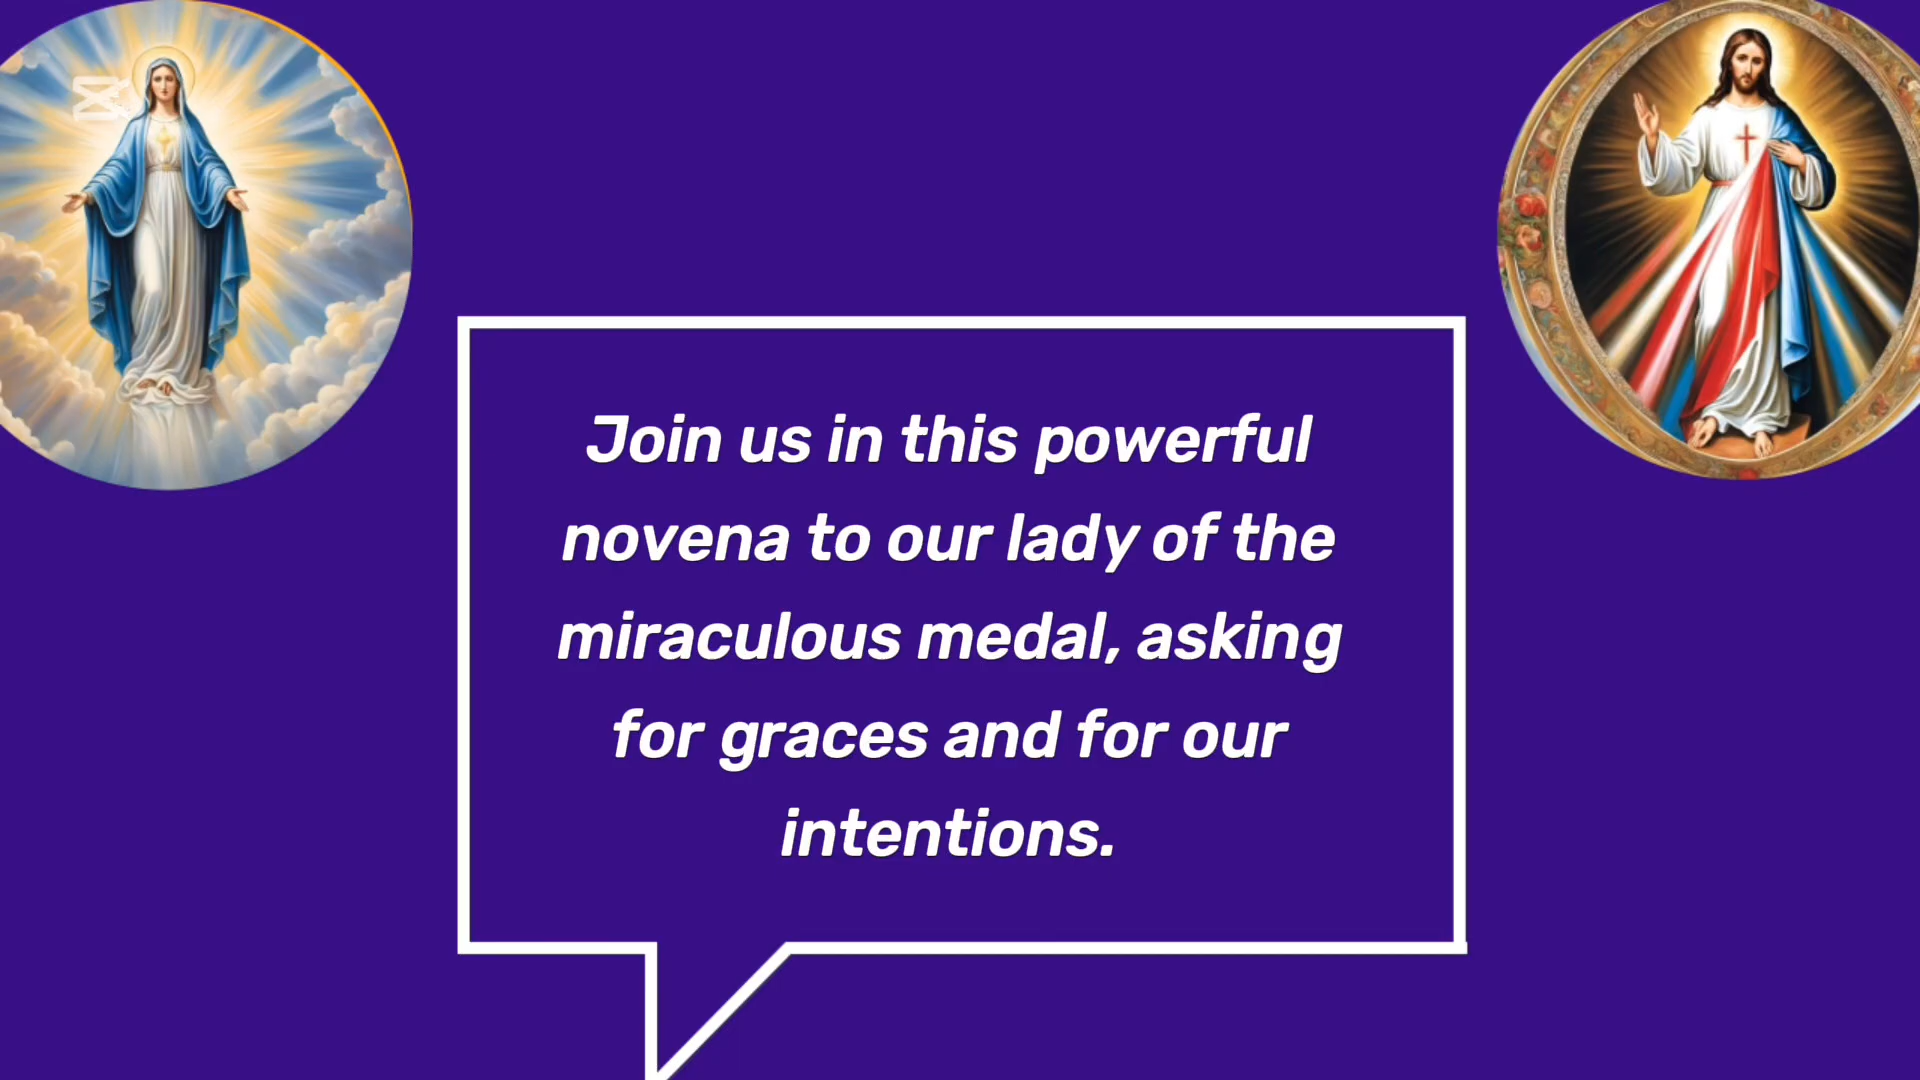 Join us in this powerful
novena to our lady of the
miraculous medal, asking
for graces and for our
intentions.